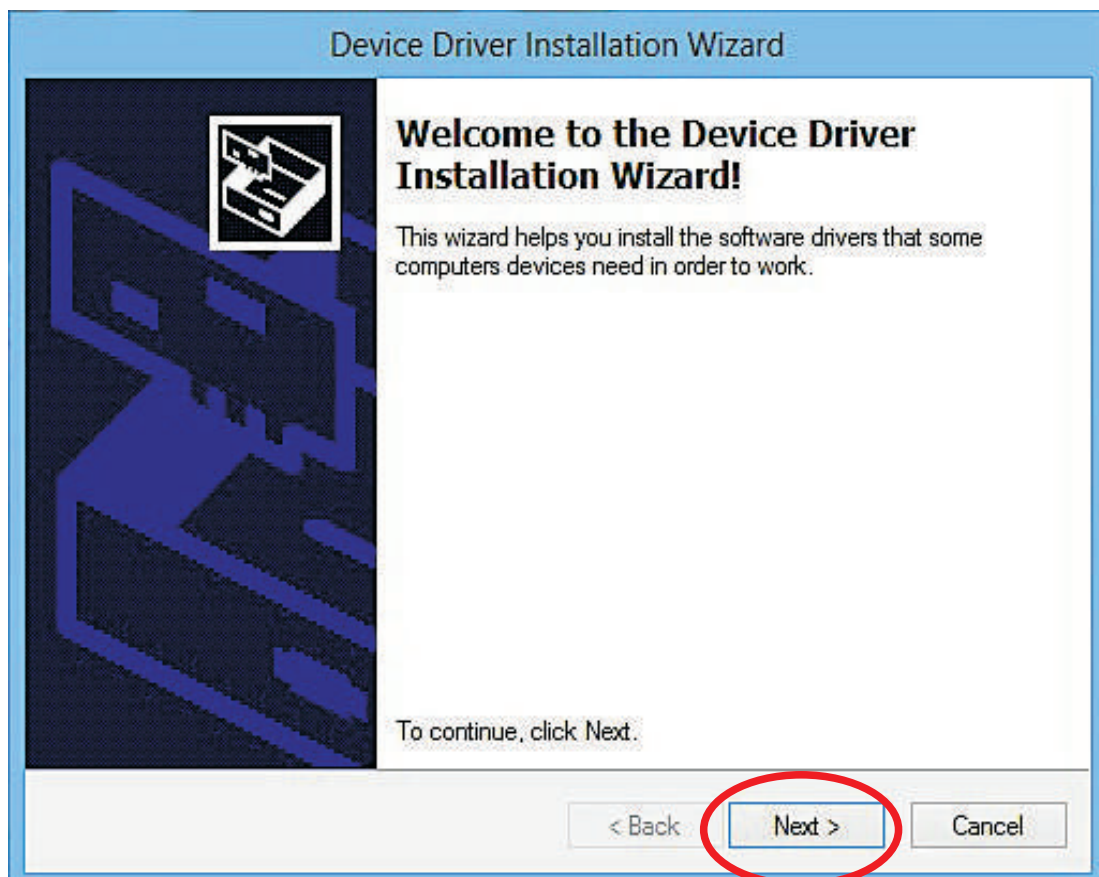 Device Driver Installation Wizard
Welcome to the Device Driver
Installation Wizard!
This wizard helps you install the software drivers that some
computers devices need in order to work.
To continue, click Next.
< Back Next > Cancel